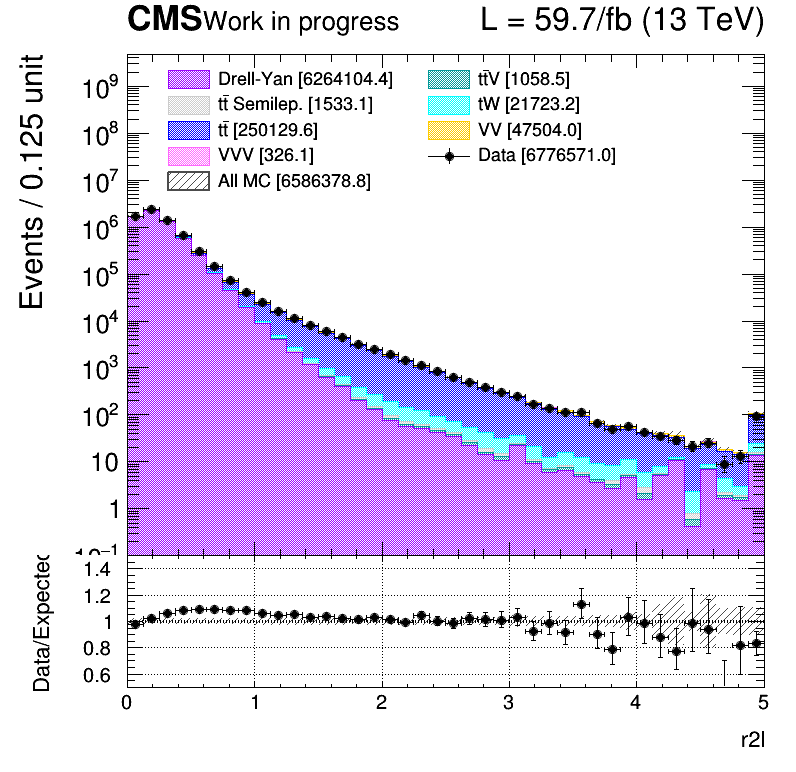 CMS Work in progress L = 59.7/fb (13 TeV)
Events / 0.125 unit
Drell-Yan [6264104.4] tt̄V [1058.5]
tt̄ Semilep. [1533.1] tW [21723.2]
tt̄ [250129.6] VV [47504.0]
VVV [326.1] Data [6776571.0]
All MC [6586378.8]
10⁹
10⁸
10⁷
10⁶
10⁵
10⁴
10³
10²
10
1
10⁻¹
Data/Expected
1.4
1.2
1
0.8
0.6
0 1 2 3 4 5
r2l